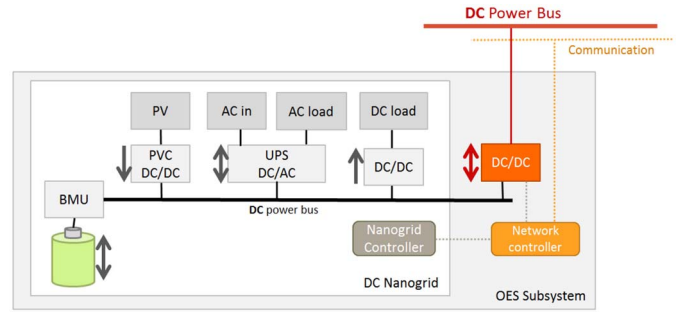 DC Power Bus
Communication
PV
AC in
AC load
DC load
PVC
DC/DC
UPS
DC/AC
DC/DC
DC/DC
BMU
DC power bus
Nanogrid
Controller
Network
controller
DC Nanogrid
OES Subsystem